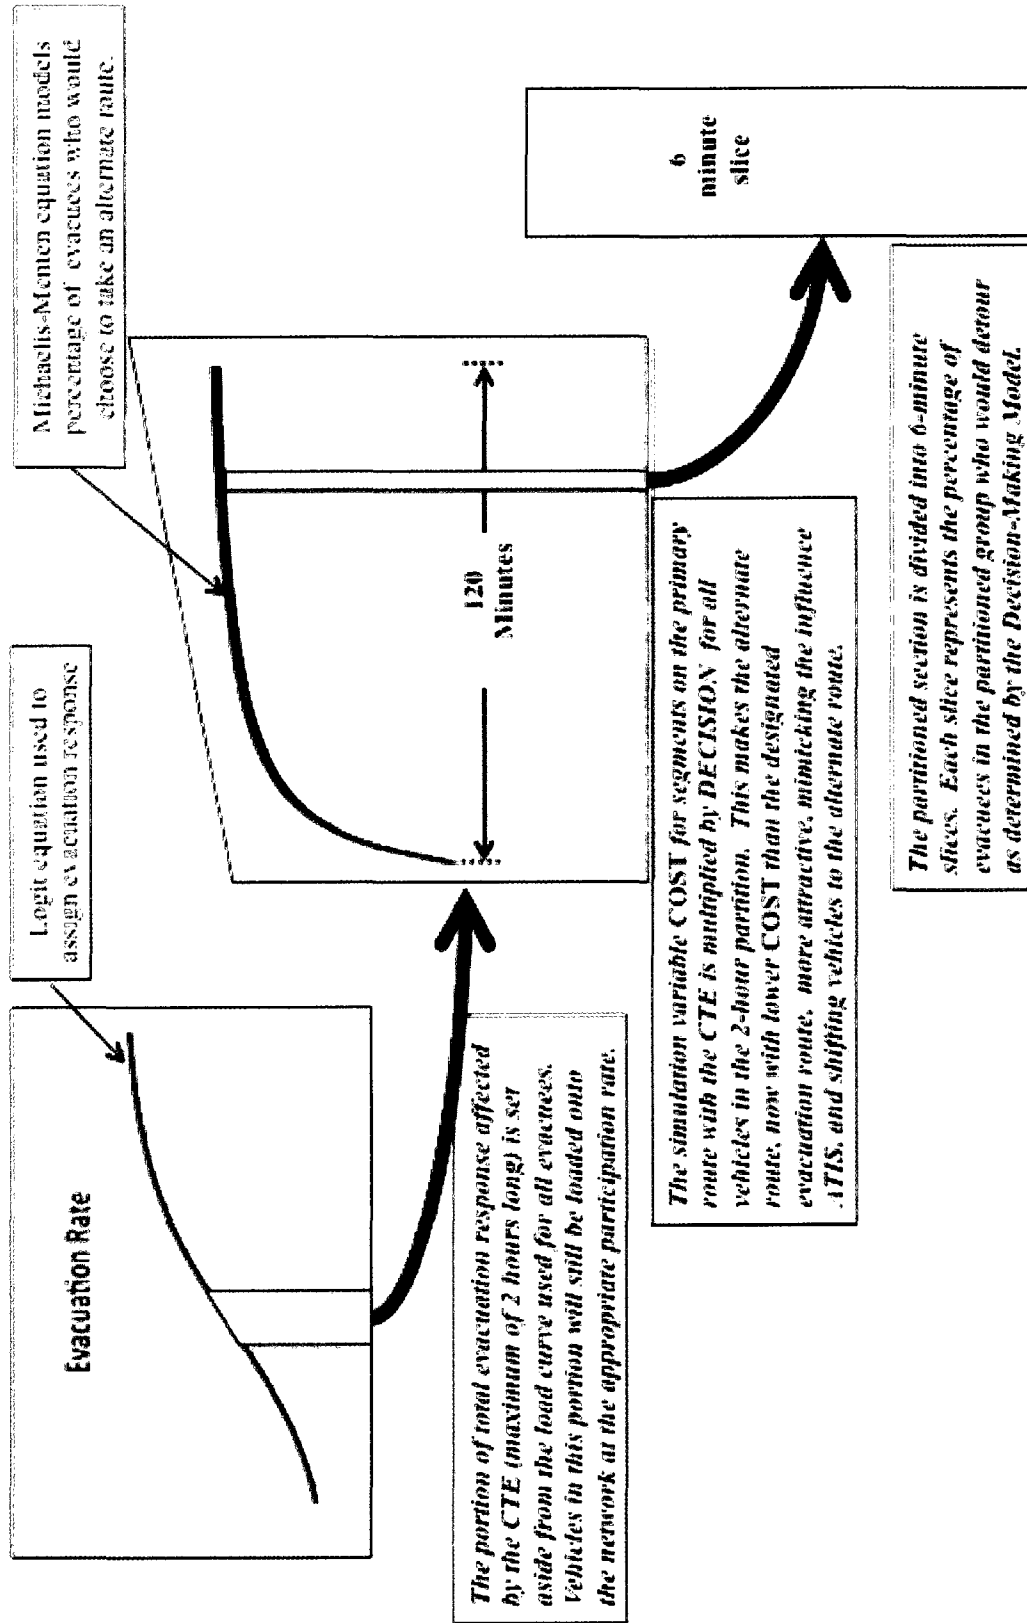 Evacuation Rate
Logit equation used to
assign evacuation response
Michaelis-Menten equation models
percentage of evacuees who would
choose to take an alternate route.
The portion of total evacuation response affected
by the CTE (maximum of 2 hours long) is set
aside from the load curve used for all evacuees.
Vehicles in this portion will still be loaded onto
the network at the appropriate participation rate.
120
Minutes
The simulation variable COST for segments on the primary
route with the CTE is multiplied by DECISION for all
vehicles in the 2-hour partition. This makes the alternate
route, now with lower COST than the designated
evacuation route, more attractive, mimicking the influence
ATIS, and shifting vehicles to the alternate route.
6
minute
slice
The partitioned section is divided into 6-minute
slices. Each slice represents the percentage of
evacuees in the partitioned group who would detour
as determined by the Decision-Making Model.